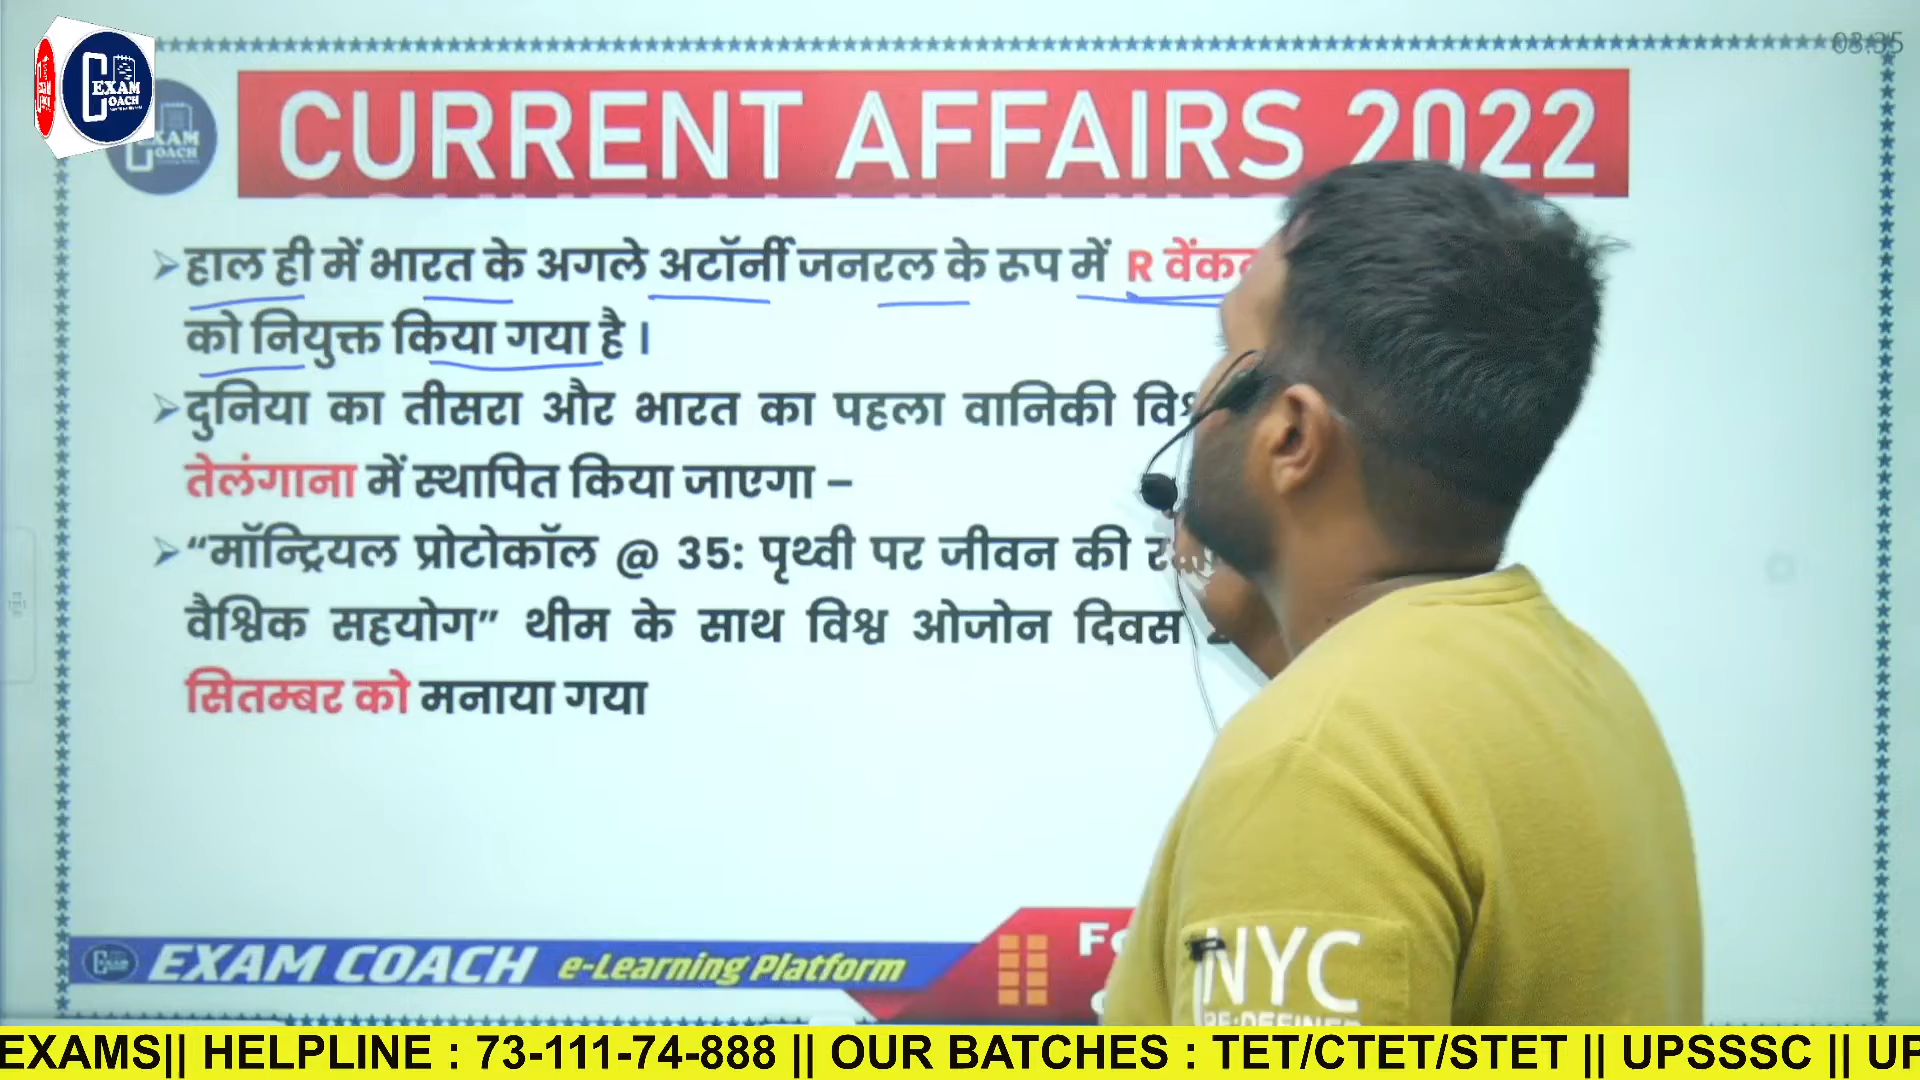 EXAM COACH
03:35
CURRENT AFFAIRS 2022
हाल ही में भारत के अगले अटॉर्नी जनरल के रूप में R
को नियुक्त किया गया है ।
दुनिया का तीसरा और भारत का पहला वानिकी
तेलंगाना में स्थापित किया जाएगा –
“मॉन्ट्रियल प्रोटोकॉल @ 35: पृथ्वी पर जीवन की
वैश्विक सहयोग” थीम के साथ विश्व ओजोन दिवस
सितम्बर को मनाया गया
EXAM COACH e-Learning Platform
NYC
RE:DEFINED
EXAMS|| HELPLINE : 73-111-74-888 || OUR BATCHES : TET/CTET/STET || UPSSSC ||